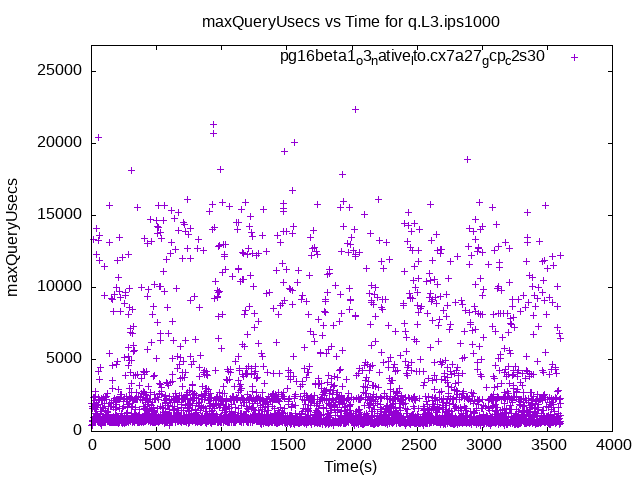 maxQueryUsecs vs Time for q.L3.ips1000
pg16beta1o3nativelto.cx7a27gcpc2s30
25000
20000
15000
10000
5000
0
maxQueryUsecs
0 500 1000 1500 2000 2500 3000 3500 4000
Time(s)